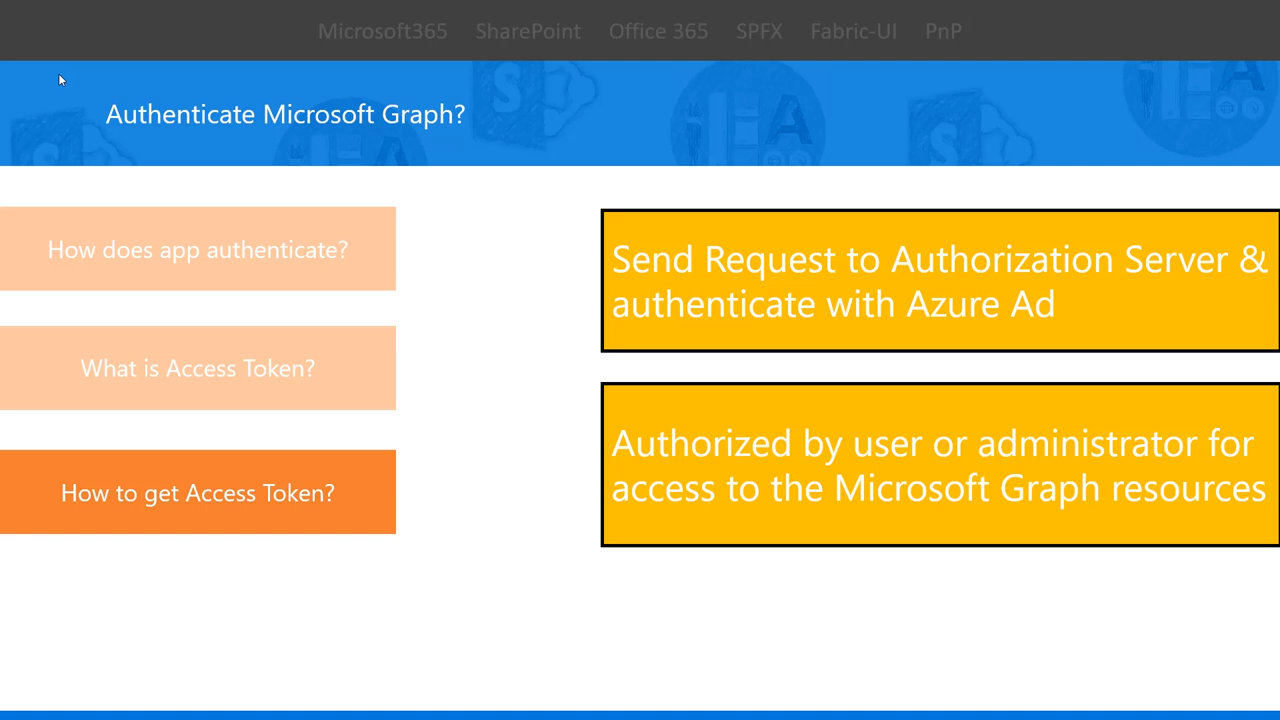 Microsoft365 SharePoint Office 365 SPFX Fabric-UI PnP
Authenticate Microsoft Graph?
How does app authenticate?
What is Access Token?
How to get Access Token?
Send Request to Authorization Server &
authenticate with Azure Ad
Authorized by user or administrator for
access to the Microsoft Graph resources